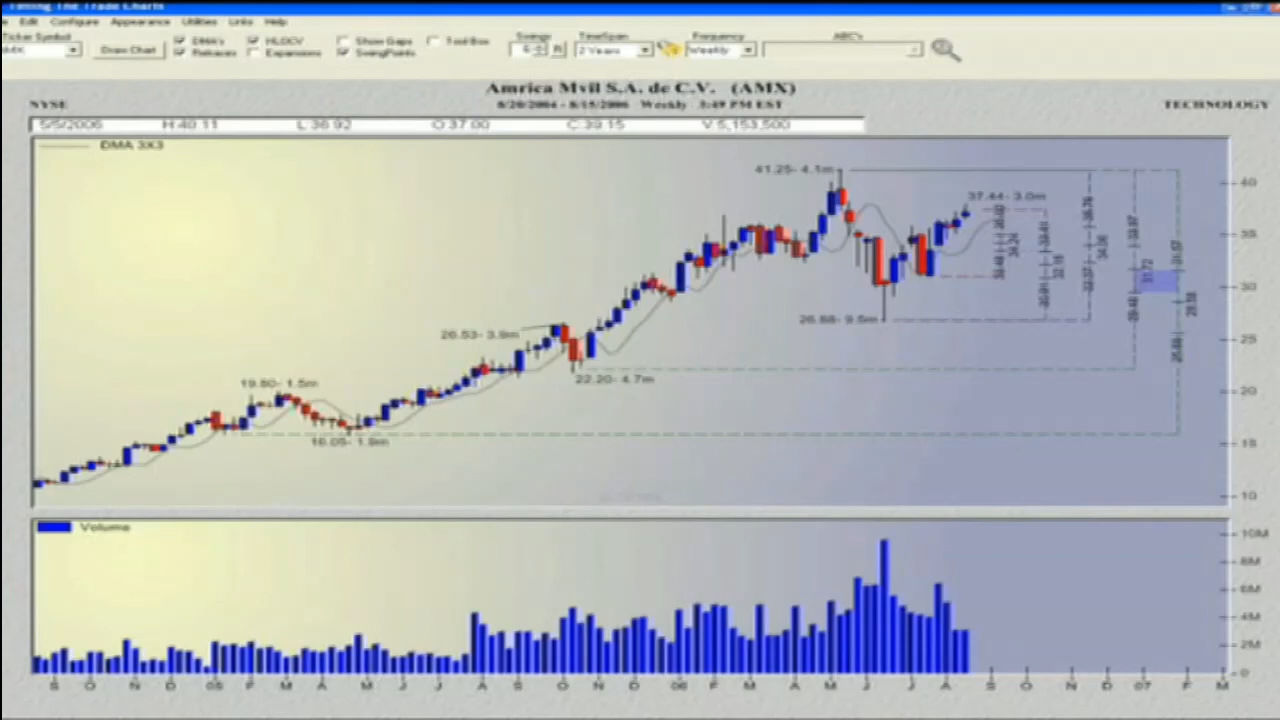 Timing The Trade Charts
Edit Configure Appearance Utilities Links Help
Ticker Symbol
AMX
Draw Chart
DMA's HLOCV Show Gaps Tool Box
Retraces Expansions SwingPoints
Swings TimeSpan Frequency ABC's
2 Years Weekly
Amrica Mvil S.A. de C.V. (AMX)
NYSE 8/20/2004 - 8/15/2006 Weekly 3:49 PM EST TECHNOLOGY
5/5/2006 H:40.11 L:36.92 O:37.00 C:39.15 V:5,153,500
DMA 3X3
41.25- 4.1m
37.44- 3.0m
26.88- 9.5m
26.53- 3.9m
22.20- 4.7m
19.80- 1.5m
16.05- 1.9m
40
35
30
25
20
15
10
31.72
Volume
10M
8M
6M
4M
2M
0
S O N D 05 F M A M J J A S O N D 06 F M A M J J A S O N D 07 F M